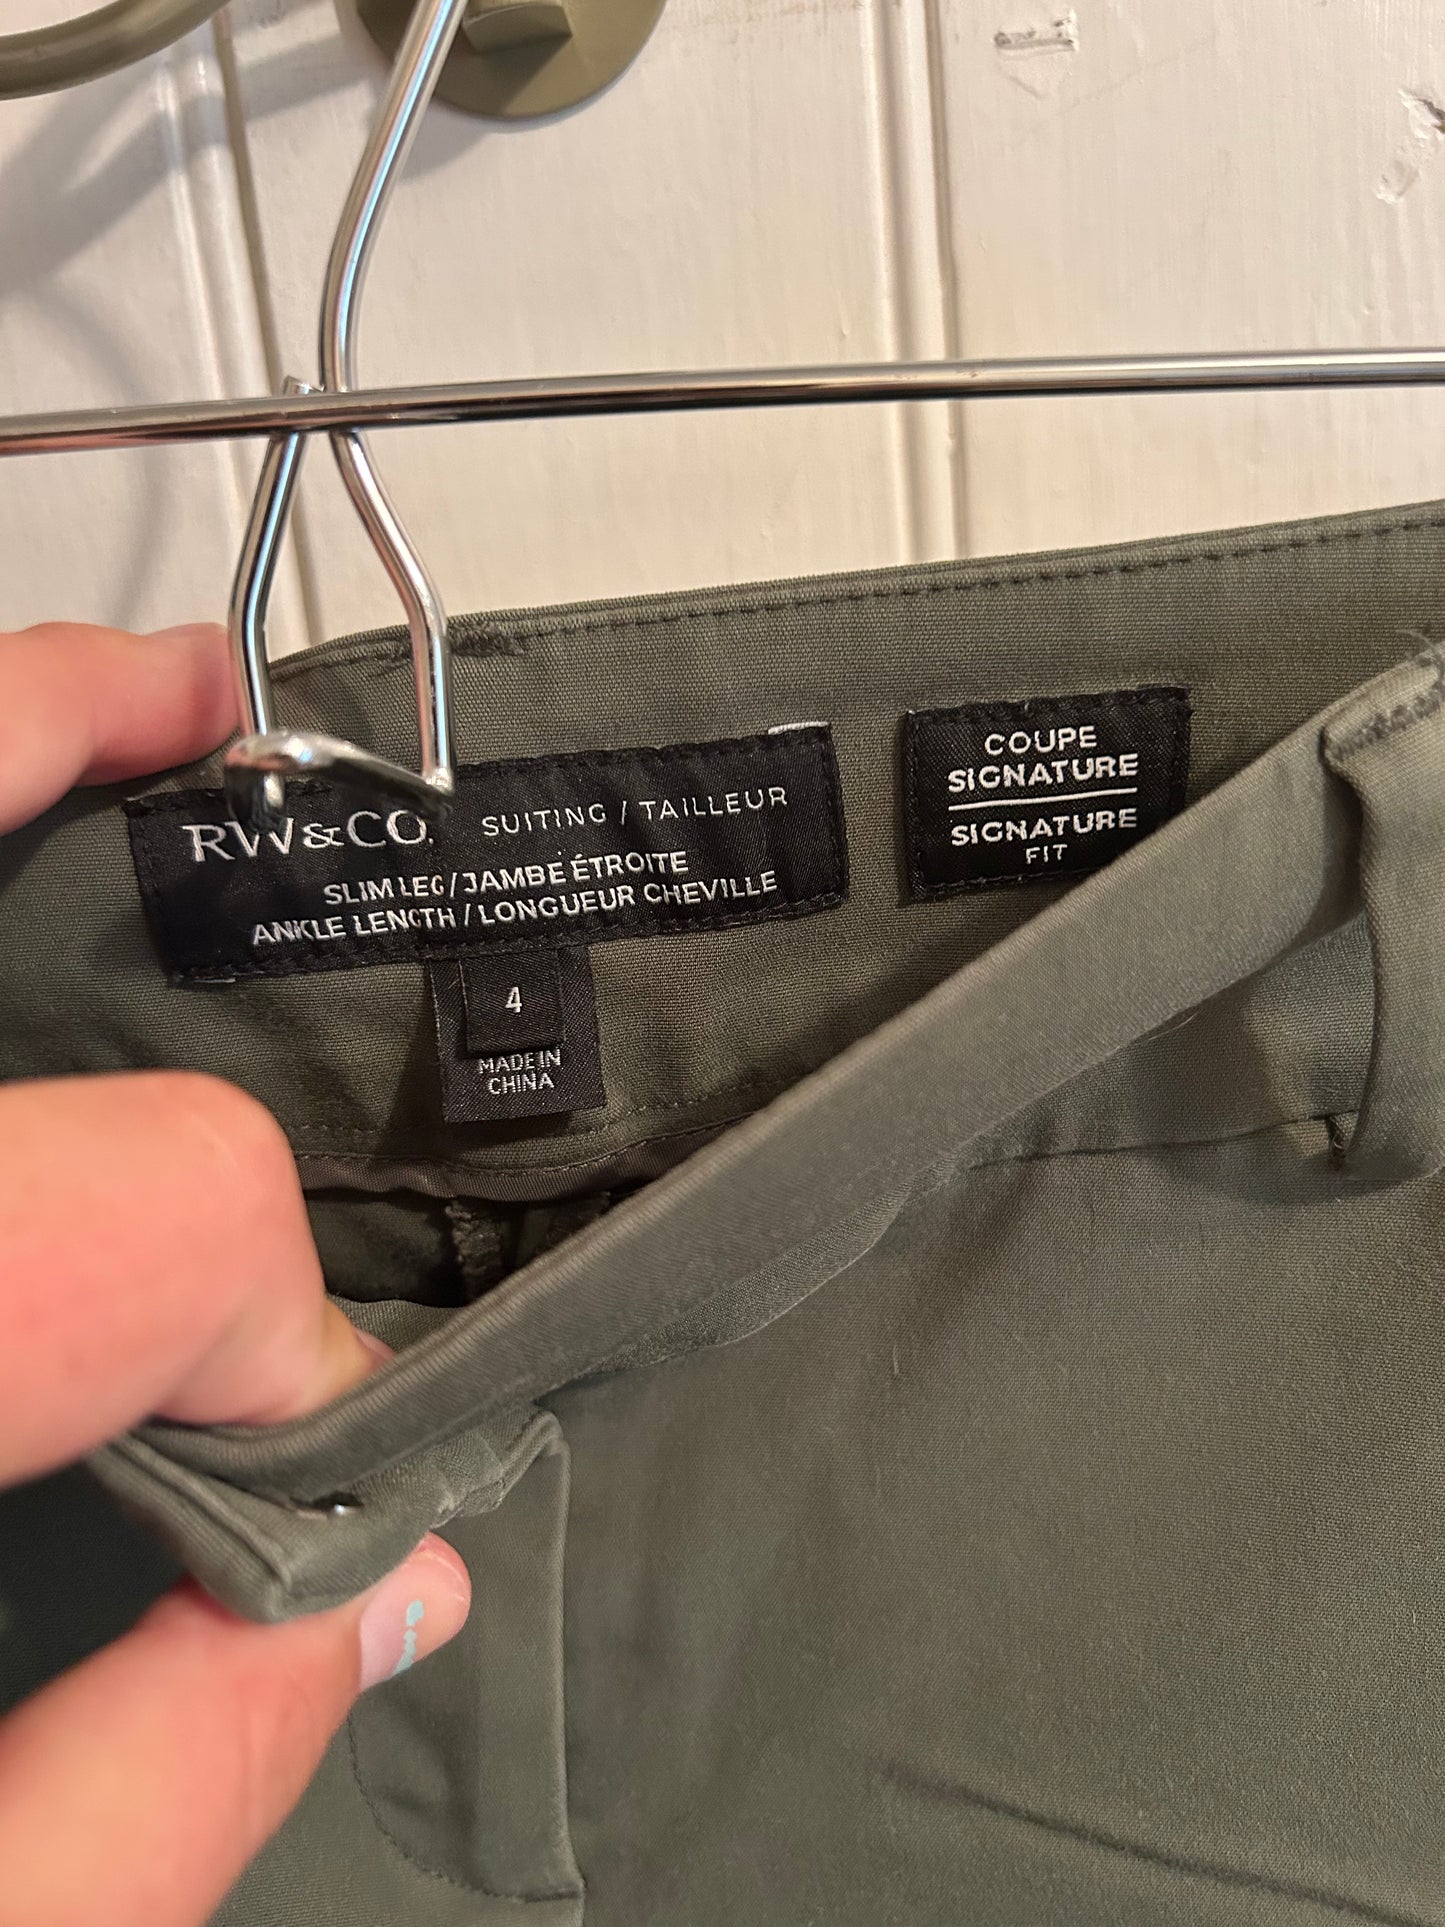 RW&CO. SUITING / TAILLEUR
SLIM LEG / JAMBE ÉTROITE
ANKLE LENGTH / LONGUEUR CHEVILLE
4
MADE IN
CHINA
COUPE
SIGNATURE
SIGNATURE
FIT